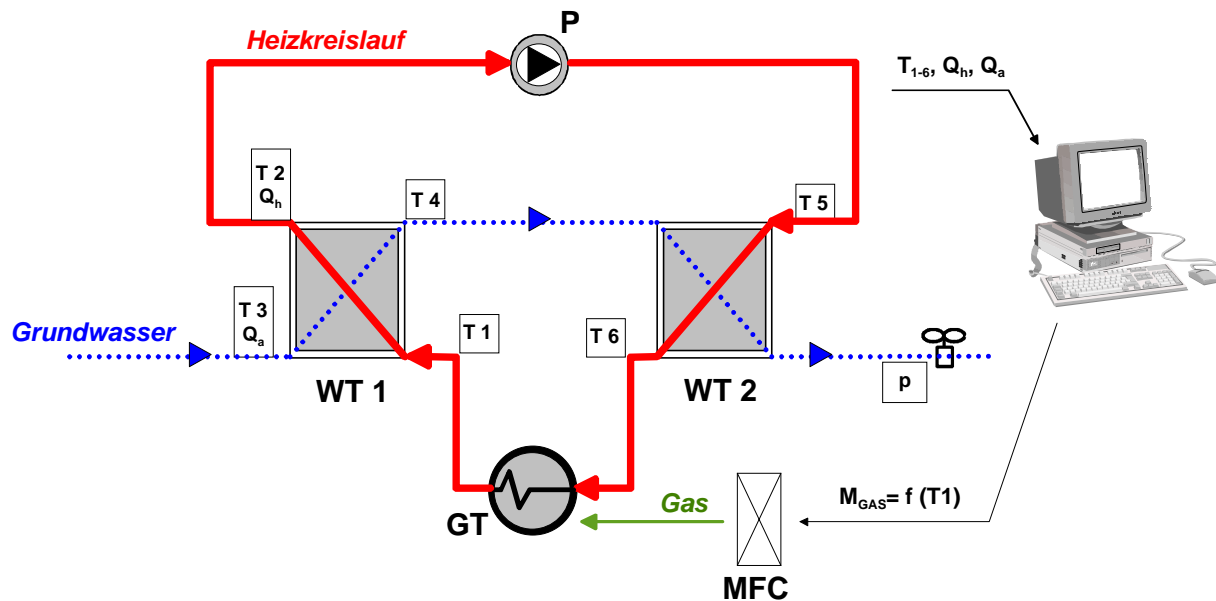 P
Heizkreislauf
T₁₋₆, Qₕ, Qₐ
T 2
Qₕ
T 4
T 5
T 3
Qₐ
Grundwasser
T 1
T 6
WT 1
WT 2
p
GT
Gas
M_GAS= f (T1)
MFC